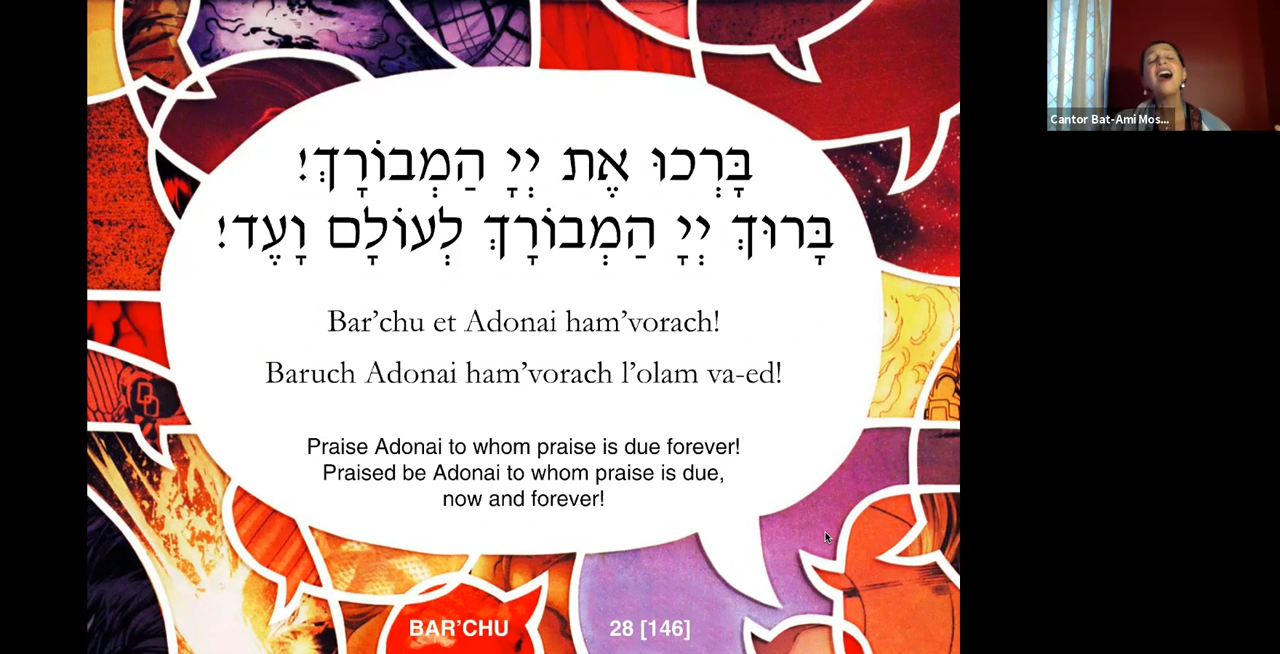 בָּרְכוּ אֶת יְיָ הַמְבוֹרָךְ!
בָּרוּךְ יְיָ הַמְבוֹרָךְ לְעוֹלָם וָעֶד!
Bar’chu et Adonai ham’vorach!
Baruch Adonai ham’vorach l’olam va-ed!
Praise Adonai to whom praise is due forever!
Praised be Adonai to whom praise is due,
now and forever!
BAR’CHU
28 [146]
Cantor Bat-Ami Mos...